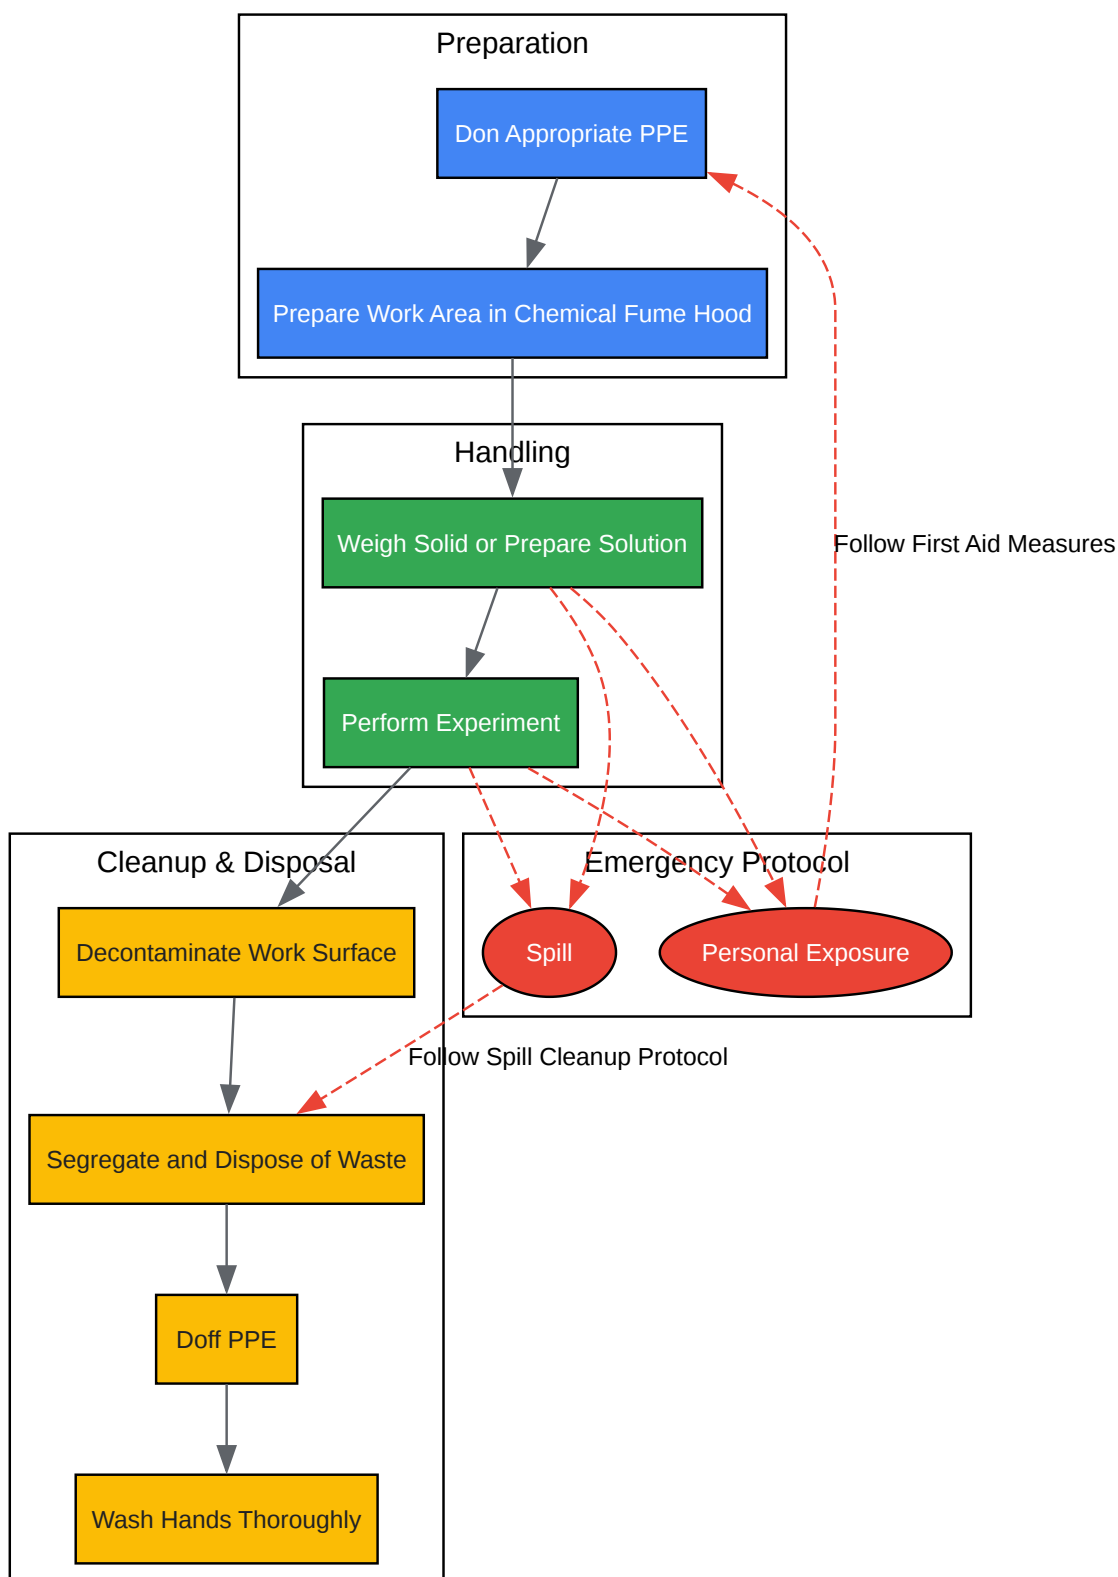 Preparation
Don Appropriate PPE
Prepare Work Area in Chemical Fume Hood
Handling
Weigh Solid or Prepare Solution
Follow First Aid Measures
Perform Experiment
Cleanup & Disposal
Emergency Protocol
Decontaminate Work Surface
Spill
Personal Exposure
Follow Spill Cleanup Protocol
Segregate and Dispose of Waste
Doff PPE
Wash Hands Thoroughly